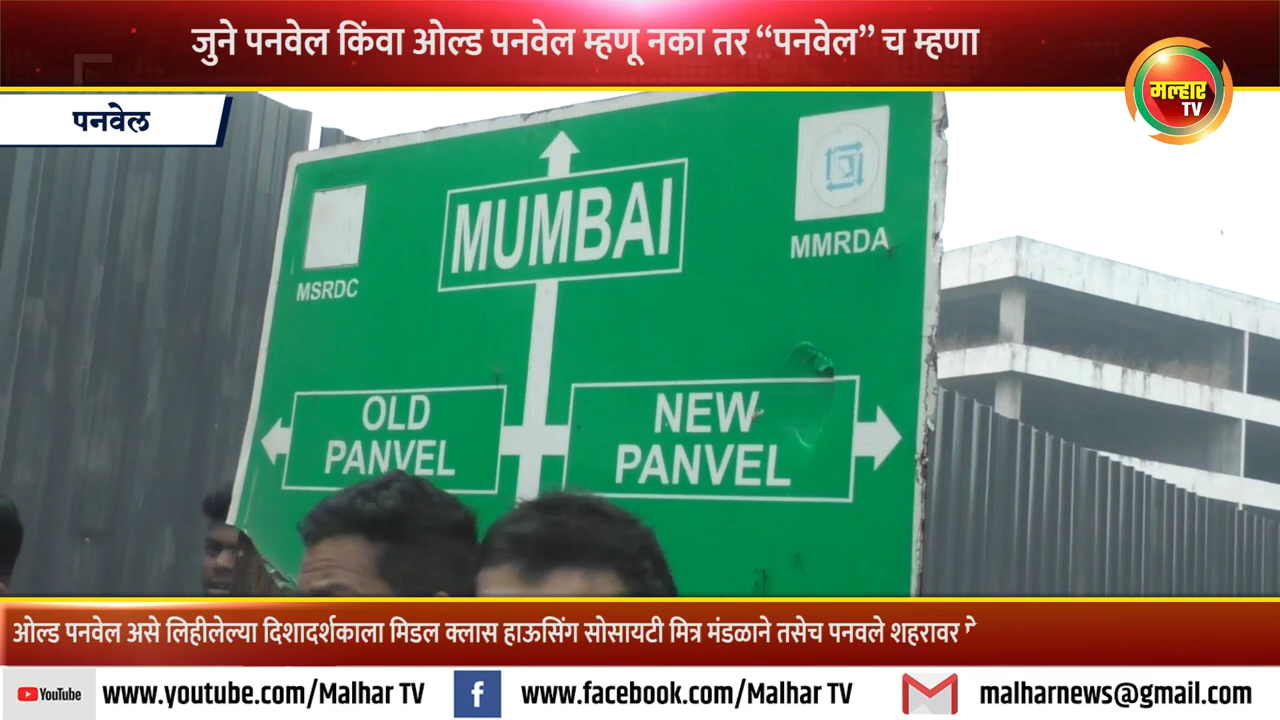 जुने पनवेल किंवा ओल्ड पनवेल म्हणू नका तर “पनवेल” च म्हणा
मल्हार
TV
पनवेल
MUMBAI
MSRDC
MMRDA
OLD
PANVEL
NEW
PANVEL
ओल्ड पनवेल असे लिहीलेल्या दिशादर्शकाला मिडल क्लास हाऊसिंग सोसायटी मित्र मंडळाने तसेच पनवले शहरावर
YouTube
www.youtube.com/Malhar TV
f
www.facebook.com/Malhar TV
malharnews@gmail.com